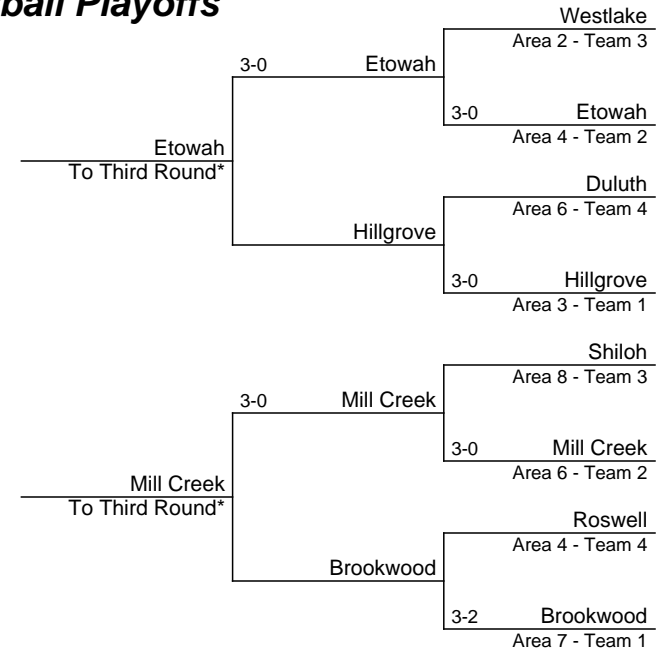 ball Playoffs
Westlake
Area 2 - Team 3
3-0 Etowah
3-0 Etowah
Area 4 - Team 2
Etowah
To Third Round*
Duluth
Area 6 - Team 4
Hillgrove
3-0 Hillgrove
Area 3 - Team 1
Shiloh
Area 8 - Team 3
3-0 Mill Creek
3-0 Mill Creek
Area 6 - Team 2
Mill Creek
To Third Round*
Roswell
Area 4 - Team 4
Brookwood
3-2 Brookwood
Area 7 - Team 1